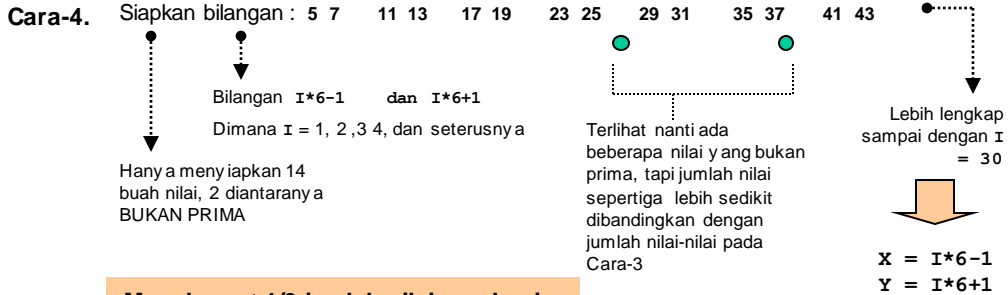 Cara-4. Siapkan bilangan : 5 7 11 13 17 19 23 25 29 31 35 37 41 43
Bilangan I*6-1 dan I*6+1
Dimana I = 1, 2 ,3 4, dan seterusnya
Hanya menyiapkan 14
buah nilai, 2 diantaranya
BUKAN PRIMA
Terlihat nanti ada
beberapa nilai yang bukan
prima, tapi jumlah nilai
sepertiga lebih sedikit
dibandingkan dengan
jumlah nilai-nilai pada
Cara-3
Lebih lengkap
sampai dengan I
= 30
X = I*6-1
Y = I*6+1